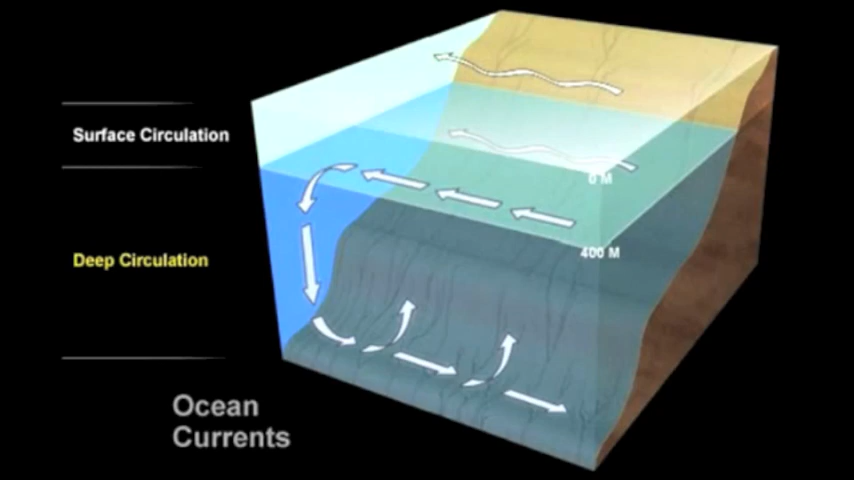 Surface Circulation
0 M
400 M
Deep Circulation
Ocean
Currents